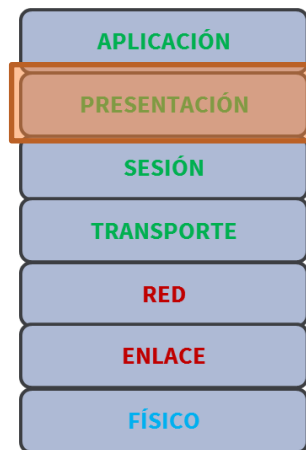 APLICACIÓN
PRESENTACIÓN
SESIÓN
TRANSPORTE
RED
ENLACE
FÍSICO